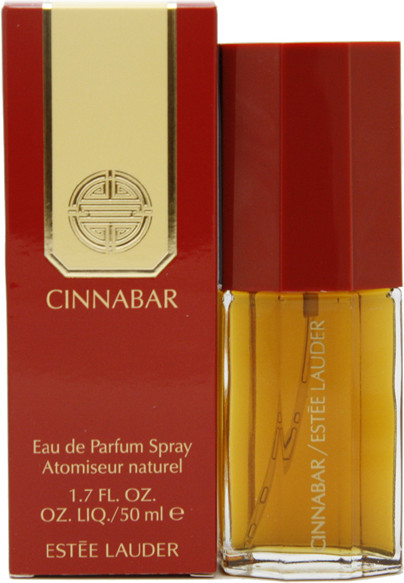 CINNABAR
Eau de Parfum Spray
Atomiseur naturel
1.7 FL. OZ.
OZ. LIQ./50 ml ℮
ESTĒE LAUDER
CINNABAR/ESTĒE LAUDER